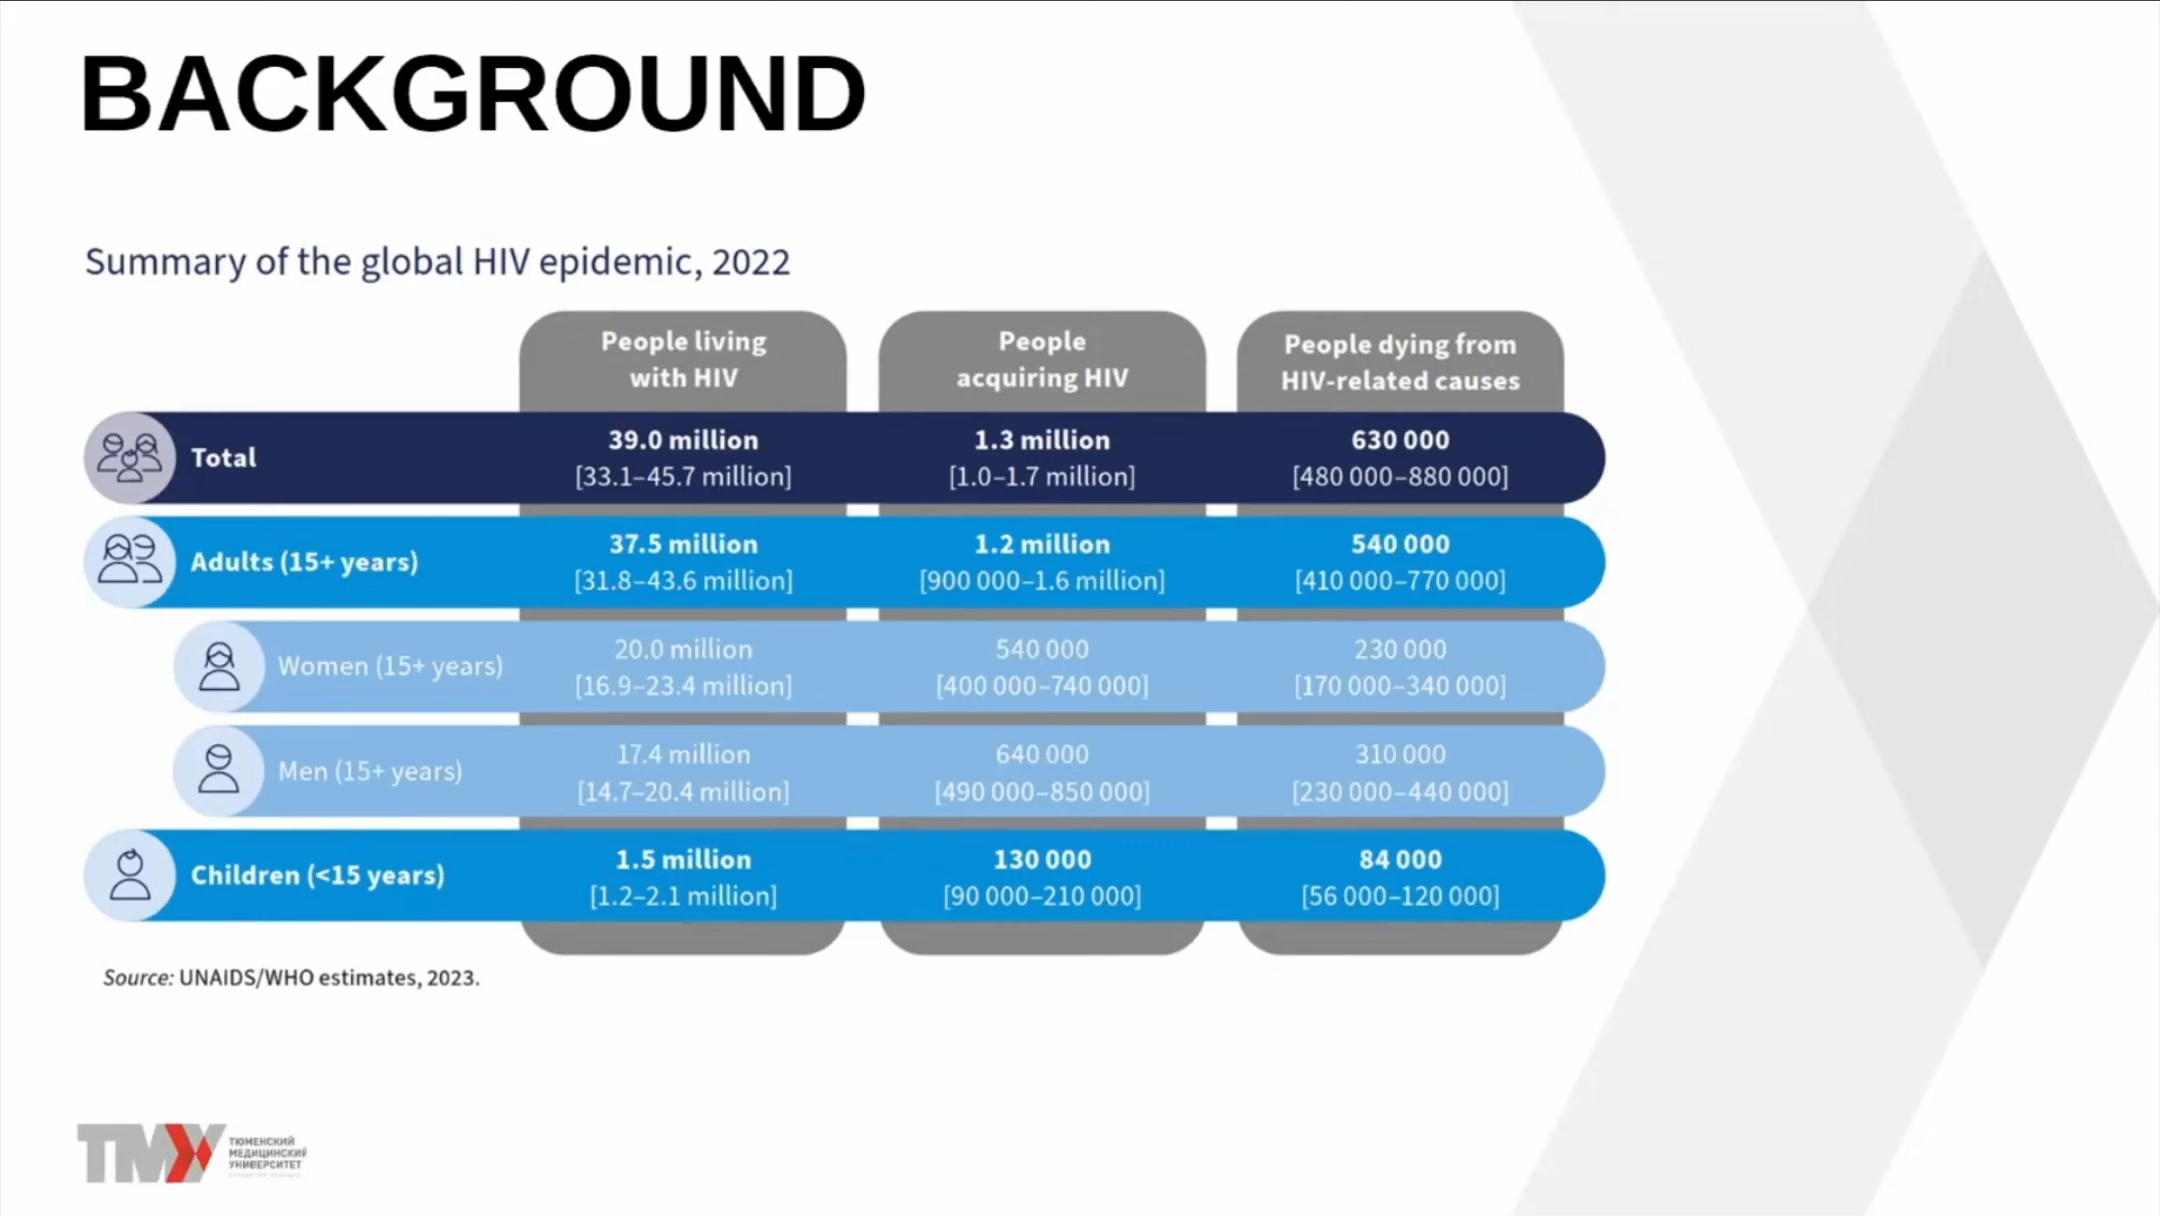 BACKGROUND
Summary of the global HIV epidemic, 2022
People living
with HIV
People
acquiring HIV
People dying from
HIV-related causes
Total
39.0 million
[33.1–45.7 million]
1.3 million
[1.0–1.7 million]
630 000
[480 000–880 000]
Adults (15+ years)
37.5 million
[31.8–43.6 million]
1.2 million
[900 000–1.6 million]
540 000
[410 000–770 000]
Women (15+ years)
20.0 million
[16.9–23.4 million]
540 000
[400 000–740 000]
230 000
[170 000–340 000]
Men (15+ years)
17.4 million
[14.7–20.4 million]
640 000
[490 000–850 000]
310 000
[230 000–440 000]
Children (<15 years)
1.5 million
[1.2–2.1 million]
130 000
[90 000–210 000]
84 000
[56 000–120 000]
Source: UNAIDS/WHO estimates, 2023.
ТМУ
ТЮМЕНСКИЙ
МЕДИЦИНСКИЙ
УНИВЕРСИТЕТ